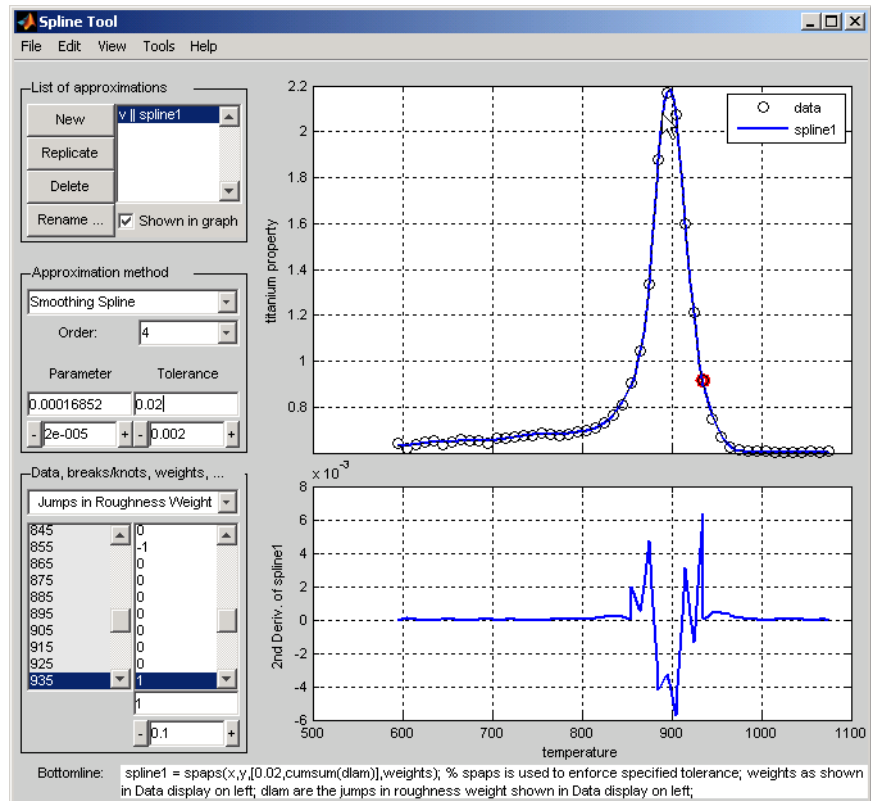 Spline Tool
File Edit View Tools Help
List of approximations
New
Replicate
Delete
Rename ...
v || spline1
Shown in graph
Approximation method
Smoothing Spline
Order:
4
Parameter Tolerance
0.00016852 0.02
- 2e-005 + - 0.002 +
Data, breaks/knots, weights, ...
Jumps in Roughness Weight
845 0
855 -1
865 0
875 0
885 0
895 0
905 0
915 0
925 0
935 1
1
- 0.1 +
2.2
2
1.8
1.6
1.4
1.2
1
0.8
titanium property
data
spline1
x 10-3
8
6
4
2
0
-2
-4
-6
2nd Deriv. of spline1
500 600 700 800 900 1000 1100
temperature
Bottomline: spline1 = spaps(x,y,[0.02,cumsum(dlam)],weights); % spaps is used to enforce specified tolerance; weights as shown
in Data display on left; dlam are the jumps in roughness weight shown in Data display on left;